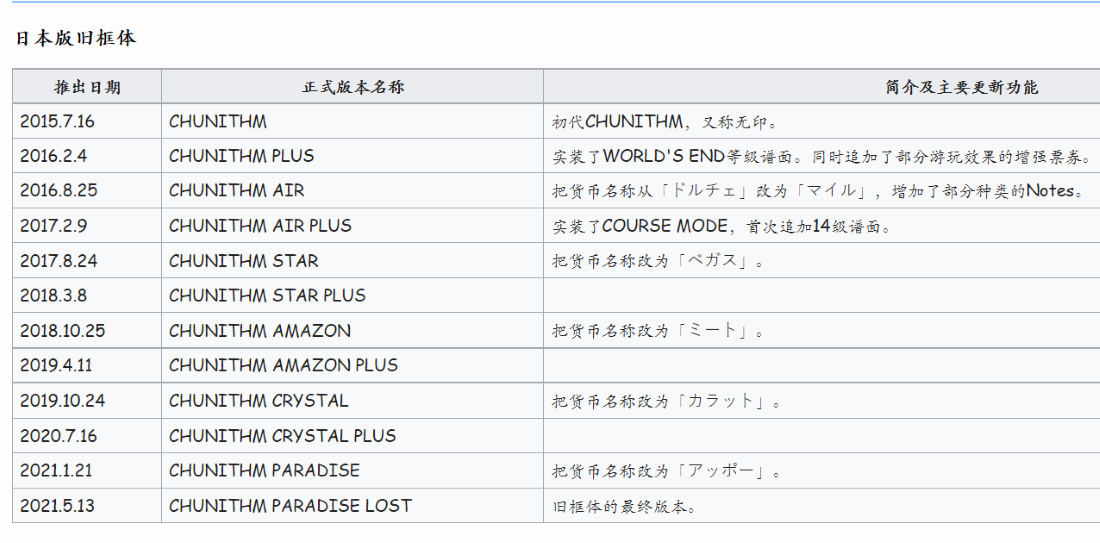 日本版旧框体
推出日期 正式版本名称 简介及主要更新功能
2015.7.16 CHUNITHM 初代CHUNITHM，又称无印。
2016.2.4 CHUNITHM PLUS 实装了WORLD'S END等级谱面。同时追加了部分游玩效果的增强票券。
2016.8.25 CHUNITHM AIR 把货币名称从「ドルチェ」改为「マイル」，增加了部分种类的Notes。
2017.2.9 CHUNITHM AIR PLUS 实装了COURSE MODE，首次追加14级谱面。
2017.8.24 CHUNITHM STAR 把货币名称改为「ベガス」。
2018.3.8 CHUNITHM STAR PLUS
2018.10.25 CHUNITHM AMAZON 把货币名称改为「ミート」。
2019.4.11 CHUNITHM AMAZON PLUS
2019.10.24 CHUNITHM CRYSTAL 把货币名称改为「カラット」。
2020.7.16 CHUNITHM CRYSTAL PLUS
2021.1.21 CHUNITHM PARADISE 把货币名称改为「アッポー」。
2021.5.13 CHUNITHM PARADISE LOST 旧框体的最终版本。